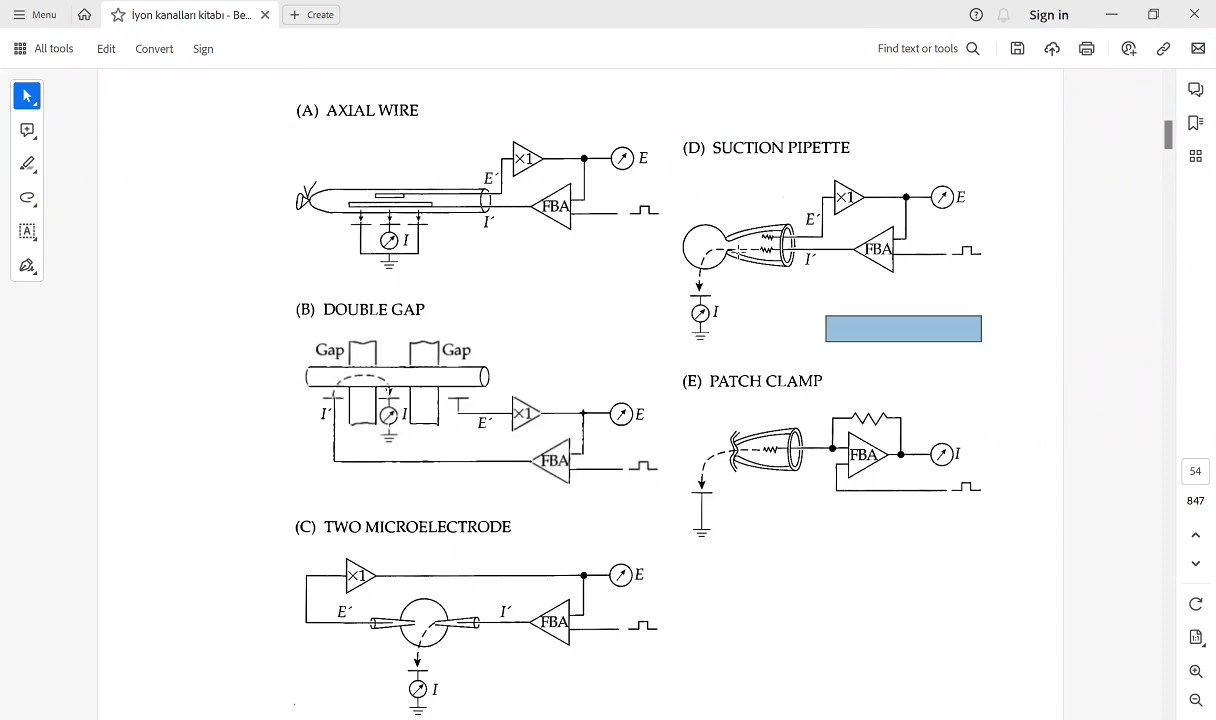 Menu
İyon kanalları kitabı - Be...
Create
Sign in
All tools
Edit
Convert
Sign
Find text or tools
(A) AXIAL WIRE
×1
E
E´
FBA
I´
I
(B) DOUBLE GAP
Gap
Gap
I´
I
E´
×1
E
FBA
(C) TWO MICROELECTRODE
×1
E
E´
I´
FBA
I
(D) SUCTION PIPETTE
×1
E
E´
FBA
I´
I
(E) PATCH CLAMP
FBA
I
54
847
1:1